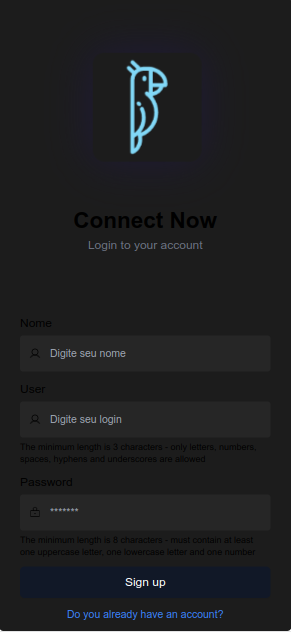 Connect Now
Login to your account
Nome
Digite seu nome
User
Digite seu login
The minimum length is 3 characters - only letters, numbers,
spaces, hyphens and underscores are allowed
Password
*******
The minimum length is 8 characters - must contain at least
one uppercase letter, one lowercase letter and one number
Sign up
Do you already have an account?